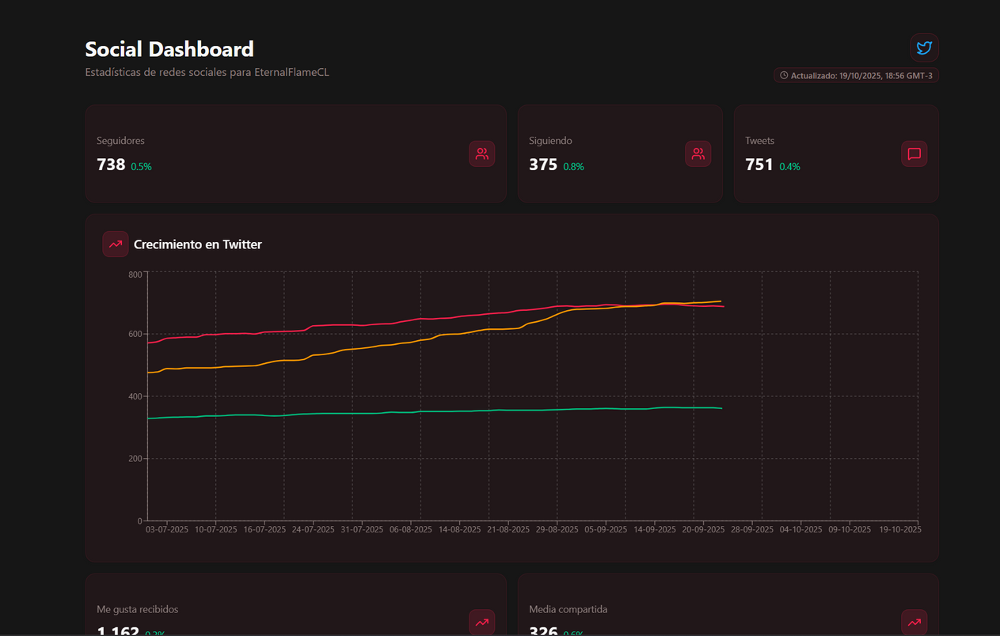 Social Dashboard
Estadísticas de redes sociales para EternalFlameCL
Actualizado: 19/10/2025, 18:56 GMT-3
Seguidores
738 0.5%
Siguiendo
375 0.8%
Tweets
751 0.4%
Crecimiento en Twitter
800
600
400
200
0
03-07-2025 10-07-2025 16-07-2025 24-07-2025 31-07-2025 06-08-2025 14-08-2025 21-08-2025 29-08-2025 05-09-2025 14-09-2025 20-09-2025 28-09-2025 04-10-2025 09-10-2025 19-10-2025
Me gusta recibidos
1,162 0.2%
Media compartida
326 0.6%